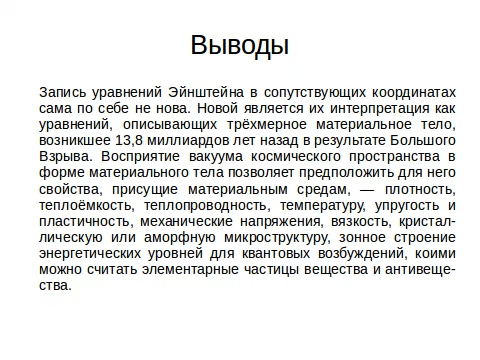 Выводы
Запись уравнений Эйнштейна в сопутствующих координатах
сама по себе не нова. Новой является их интерпретация как
уравнений, описывающих трёхмерное материальное тело,
возникшее 13,8 миллиардов лет назад в результате Большого
Взрыва. Восприятие вакуума космического пространства в
форме материального тела позволяет предположить для него
свойства, присущие материальным средам, — плотность,
теплоёмкость, теплопроводность, температуру, упругость и
пластичность, механические напряжения, вязкость, кристал-
лическую или аморфную микроструктуру, зонное строение
энергетических уровней для квантовых возбуждений, коими
можно считать элементарные частицы вещества и антивеще-
ства.